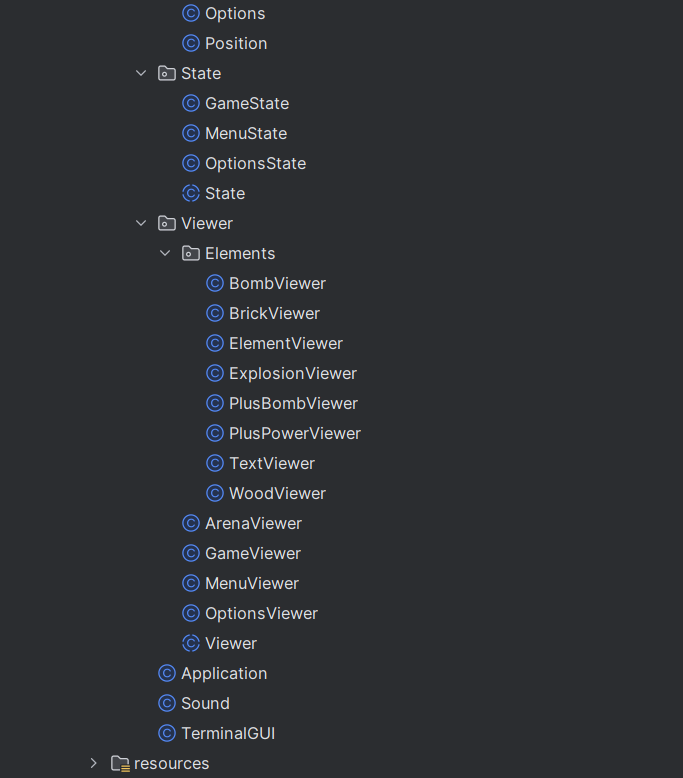 Options
Position
State
GameState
MenuState
OptionsState
State
Viewer
Elements
BombViewer
BrickViewer
ElementViewer
ExplosionViewer
PlusBombViewer
PlusPowerViewer
TextViewer
WoodViewer
ArenaViewer
GameViewer
MenuViewer
OptionsViewer
Viewer
Application
Sound
TerminalGUI
resources